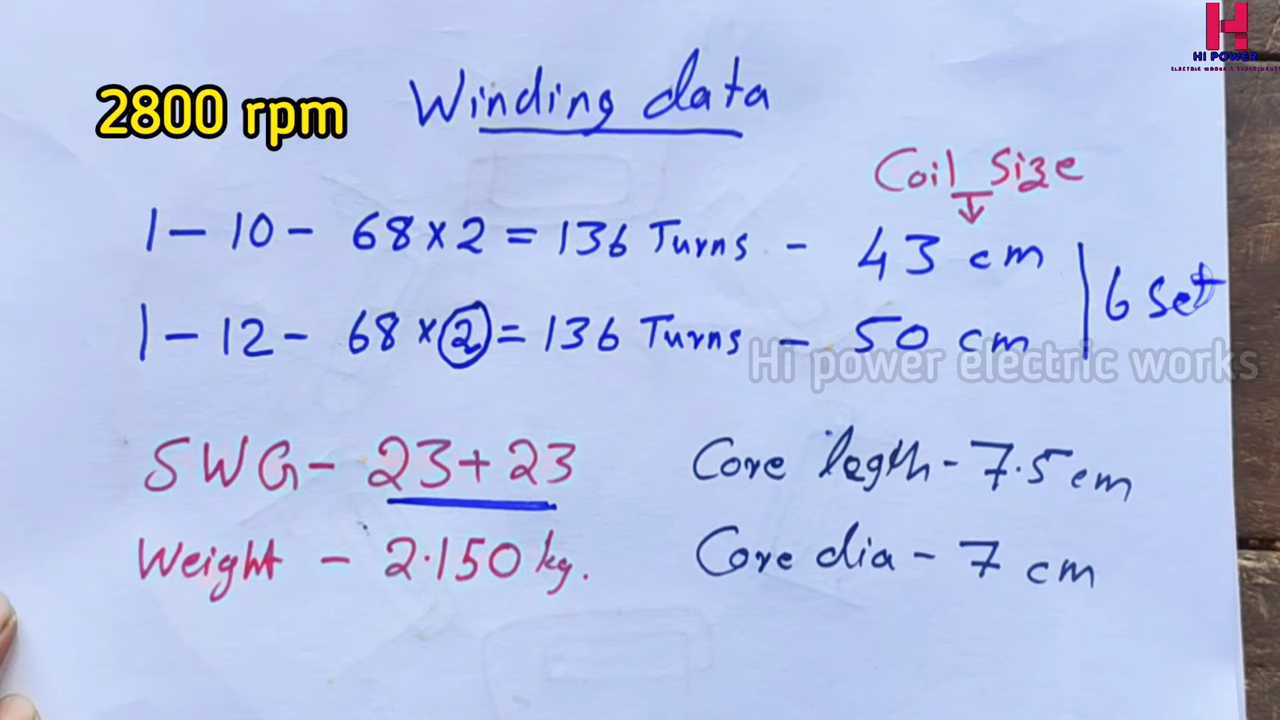 HI POWER
2800 rpm
Winding data
Coil Size
1 – 10 – 68 × 2 = 136 Turns - 43 cm
6 Set
1 – 12 – 68 × 2 = 136 Turns - 50 cm
Hi power electric works
SWG – 23 + 23
Core legth - 7.5 cm
Weight – 2.150 kg.
Core dia – 7 cm